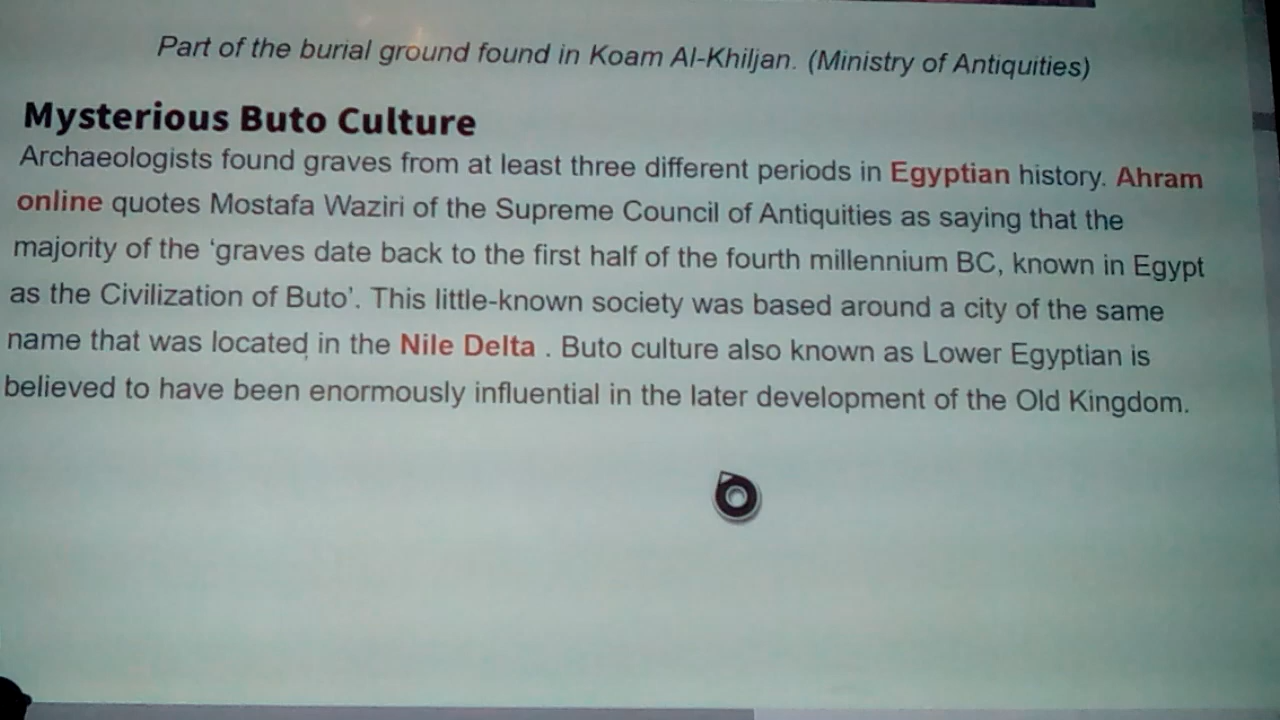 Part of the burial ground found in Koam Al-Khiljan. (Ministry of Antiquities)
Mysterious Buto Culture
Archaeologists found graves from at least three different periods in Egyptian history. Ahram
online quotes Mostafa Waziri of the Supreme Council of Antiquities as saying that the
majority of the ‘graves date back to the first half of the fourth millennium BC, known in Egypt
as the Civilization of Buto’. This little-known society was based around a city of the same
name that was located in the Nile Delta . Buto culture also known as Lower Egyptian is
believed to have been enormously influential in the later development of the Old Kingdom.